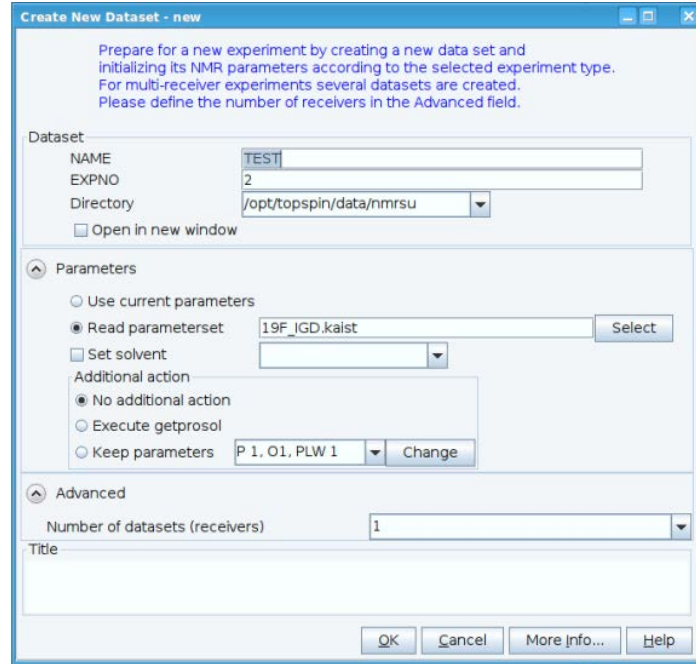 Create New Dataset - new
Prepare for a new experiment by creating a new data set and
initializing its NMR parameters according to the selected experiment type.
For multi-receiver experiments several datasets are created.
Please define the number of receivers in the Advanced field.
Dataset
NAME TEST
EXPNO 2
Directory /opt/topspin/data/nmrsu
Open in new window
Parameters
Use current parameters
Read parameterset 19F_IGD.kaist Select
Set solvent
Additional action
No additional action
Execute getprosol
Keep parameters P 1, O1, PLW 1 Change
Advanced
Number of datasets (receivers) 1
Title
OK Cancel More Info... Help